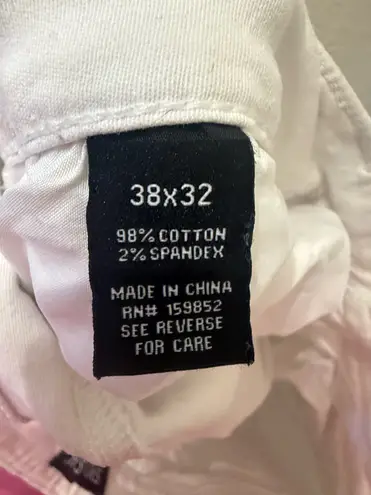 38x32
98% COTTON
2% SPANDEX
MADE IN CHINA
RN# 159852
SEE REVERSE
FOR CARE